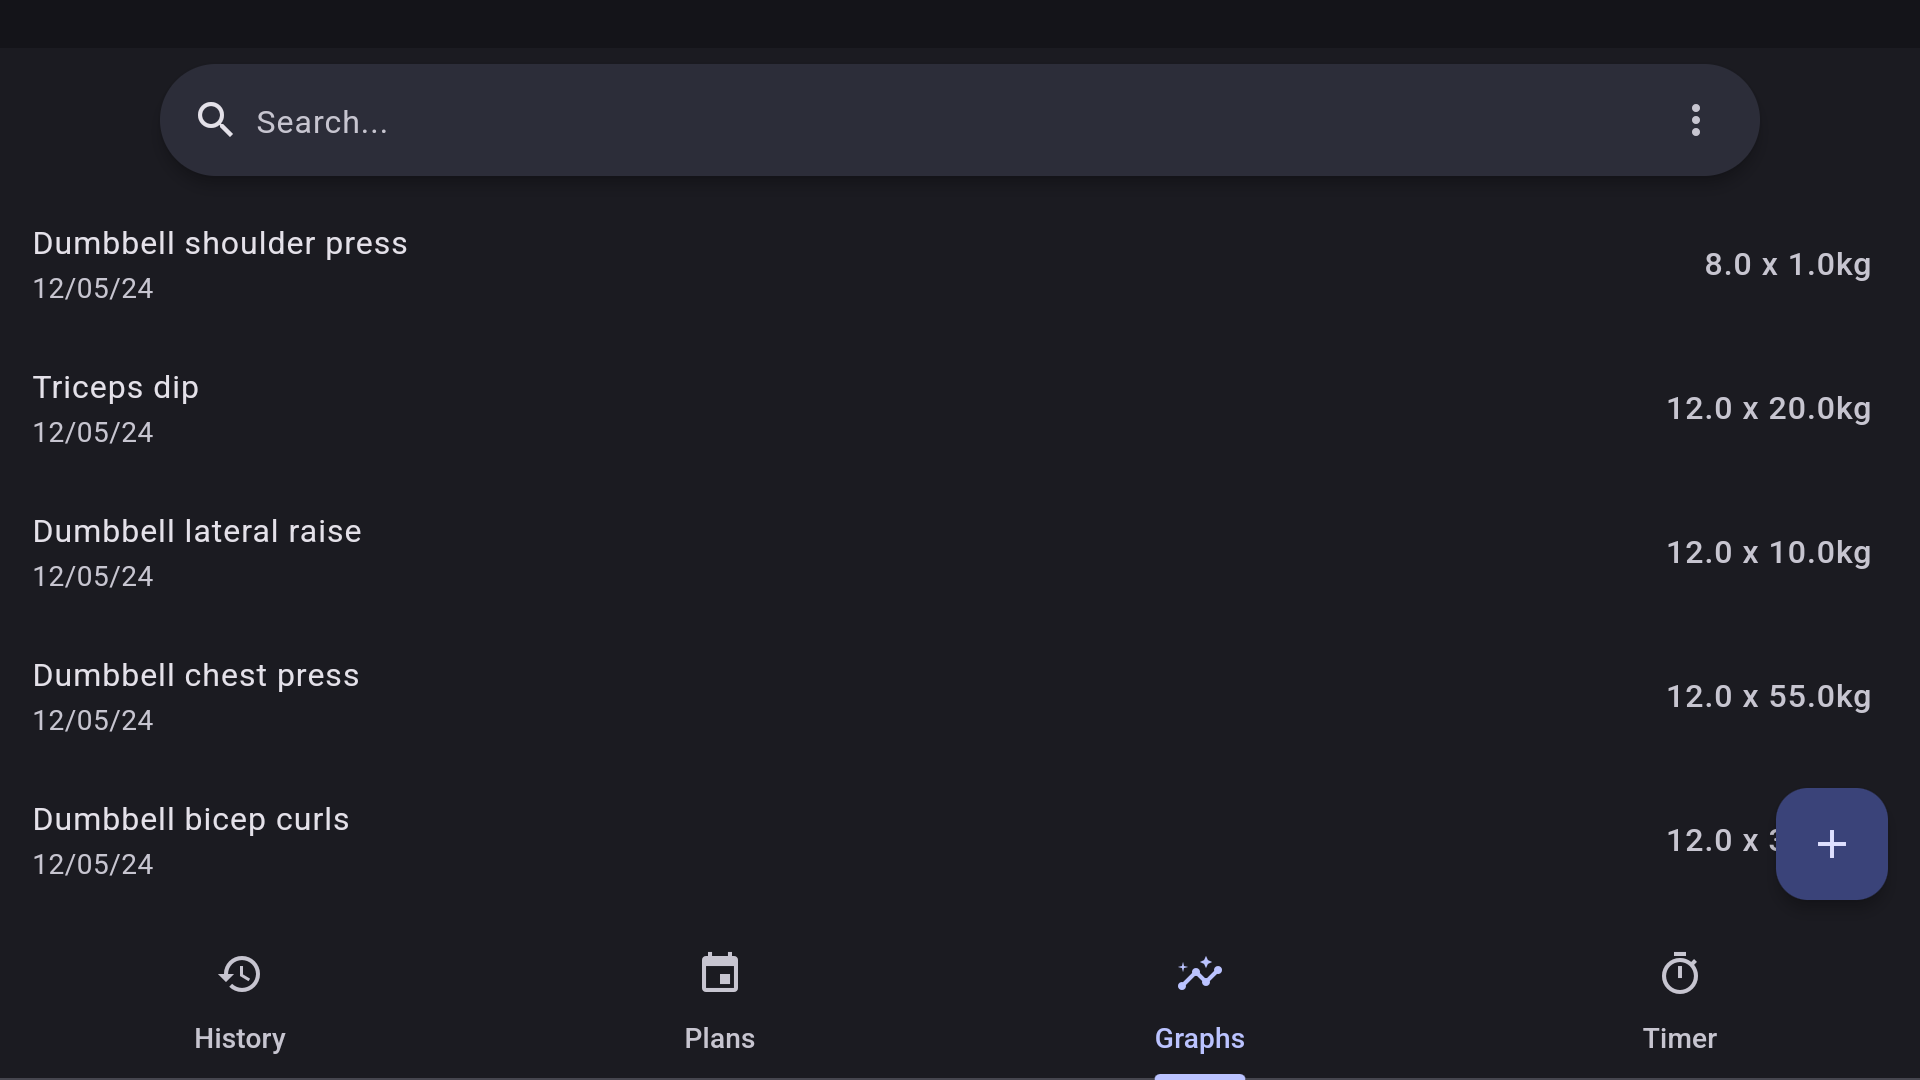 Search...
Dumbbell shoulder press
12/05/24
8.0 x 1.0kg
Triceps dip
12/05/24
12.0 x 20.0kg
Dumbbell lateral raise
12/05/24
12.0 x 10.0kg
Dumbbell chest press
12/05/24
12.0 x 55.0kg
Dumbbell bicep curls
12/05/24
12.0 x
History
Plans
Graphs
Timer